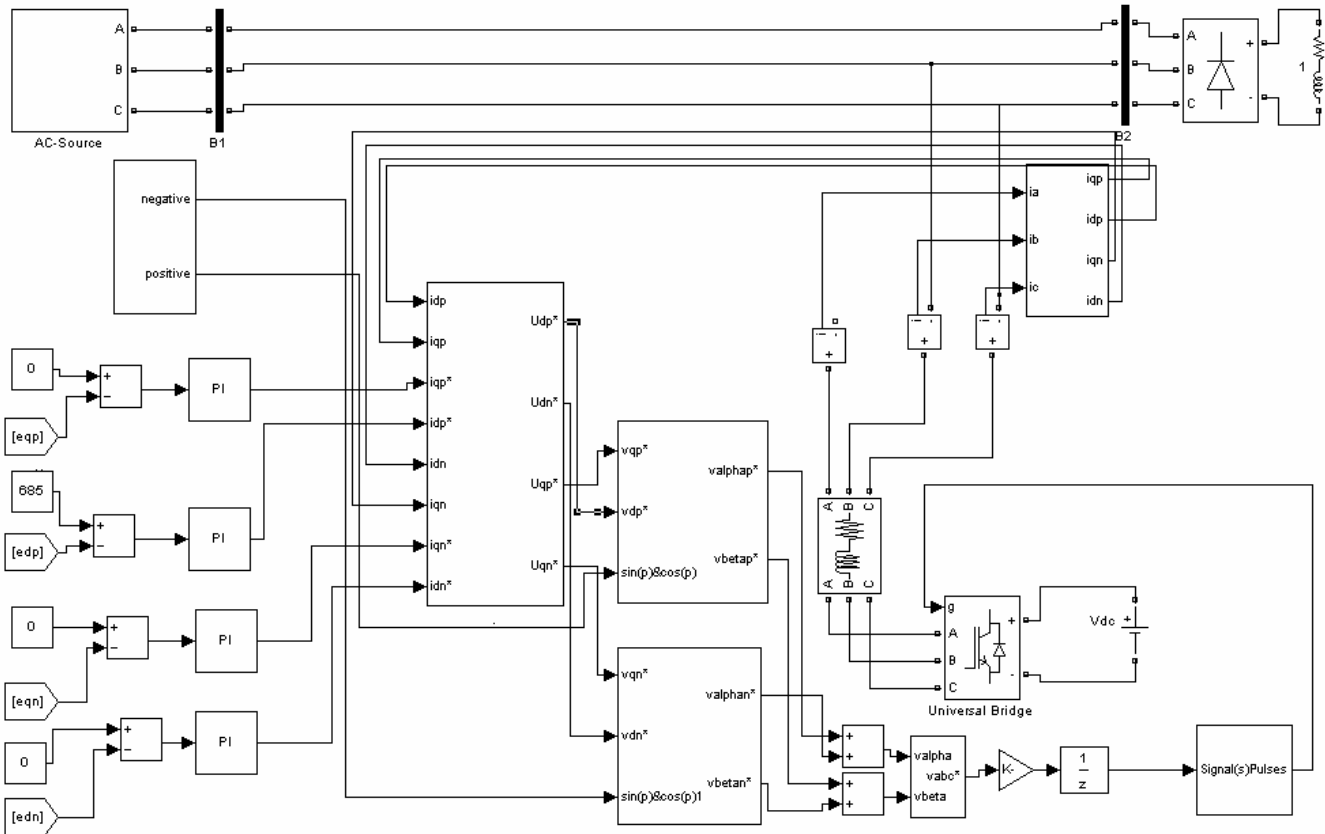 A
B
C
AC-Source
B1
B2
A
B
C
+
-
1
negative
positive
ia
ib
ic
iqp
idp
iqn
idn
i -
+
i -
+
i -
+
0
+
−
PI
[eqp]
685
+
−
PI
[edp]
0
+
−
PI
[eqn]
0
+
−
PI
[edn]
idp
iqp
iqp*
idp*
idn
iqn
iqn*
idn*
Udp*
Udn*
Uqp*
Uqn*
vqp*
vdp*
sin(p)&cos(p)
valphap*
vbetap*
vqn*
vdn*
sin(p)&cos(p)1
valphan*
vbetan*
A B C
A B C
g
A
B
C
+
-
Universal Bridge
Vdc +
+
+
+
+
valpha
vbeta
vabc*
K-
1
z
Signal(s)Pulses